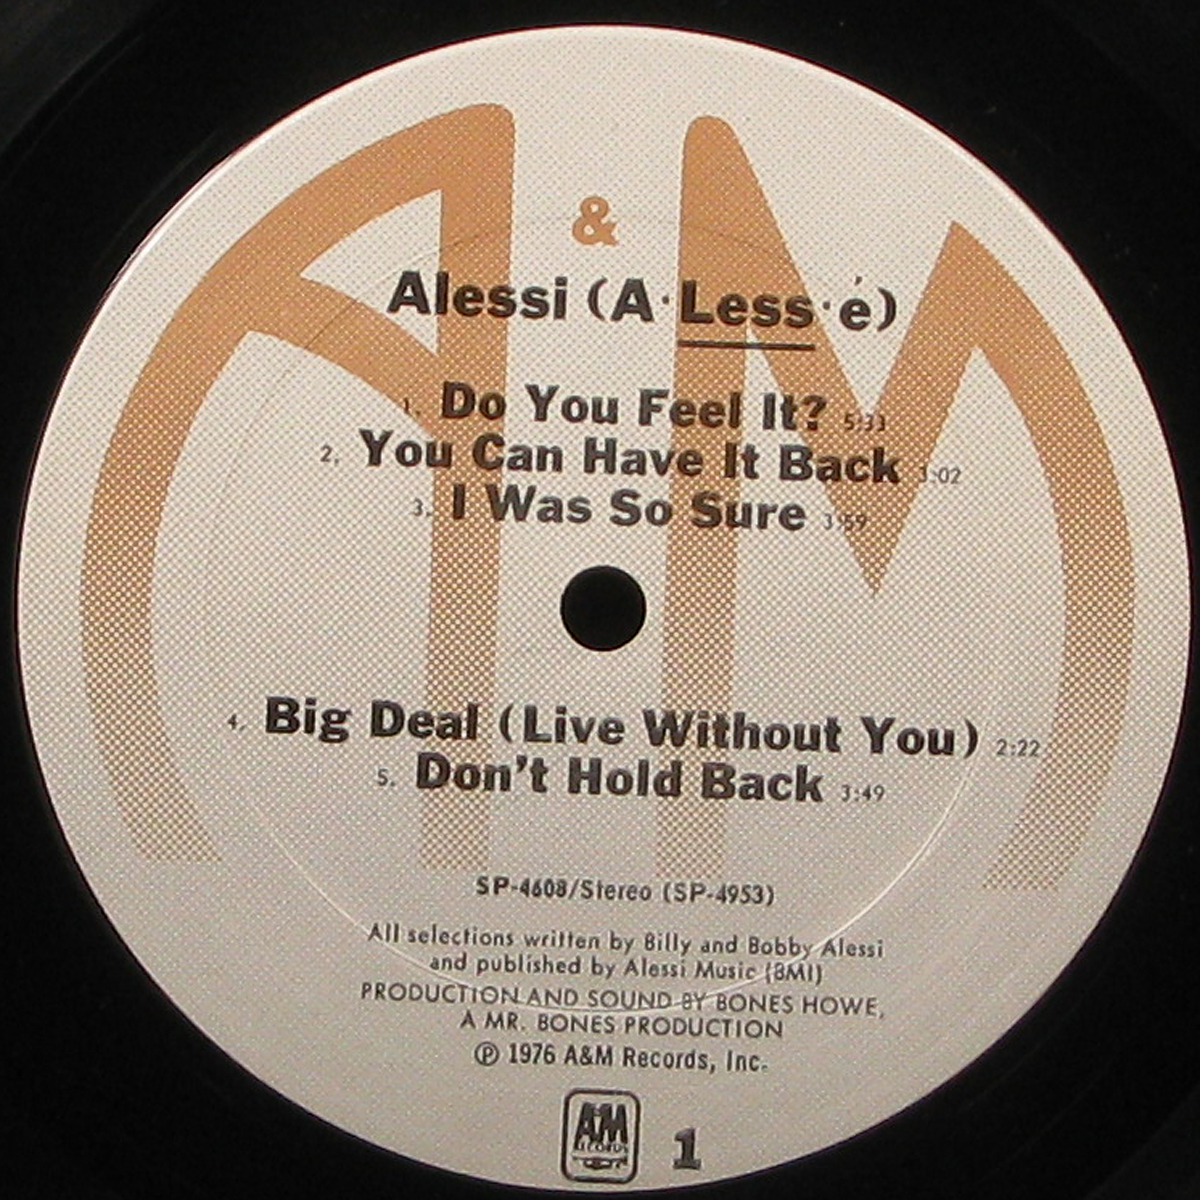 A & M
Alessi (A·Less·é)
1. Do You Feel It? 5:33
2. You Can Have It Back 3:02
3. I Was So Sure 3:59
4. Big Deal (Live Without You) 2:22
5. Don't Hold Back 3:49
SP-4608/Stereo (SP-4953)
All selections written by Billy and Bobby Alessi
and published by Alessi Music (BMI)
PRODUCTION AND SOUND BY BONES HOWE,
A MR. BONES PRODUCTION
℗ 1976 A&M Records, Inc.
A&M
RECORDS
1